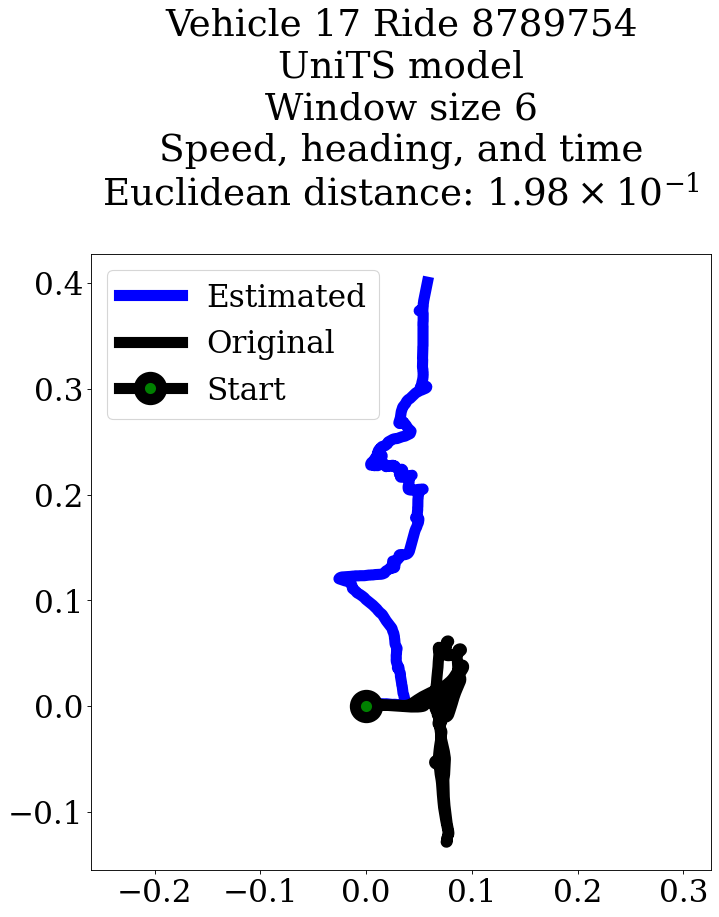 Vehicle 17 Ride 8789754
UniTS model
Window size 6
Speed, heading, and time
Euclidean distance: 1.98 × 10⁻¹
Estimated
Original
Start
0.4
0.3
0.2
0.1
0.0
−0.1
−0.2 −0.1 0.0 0.1 0.2 0.3